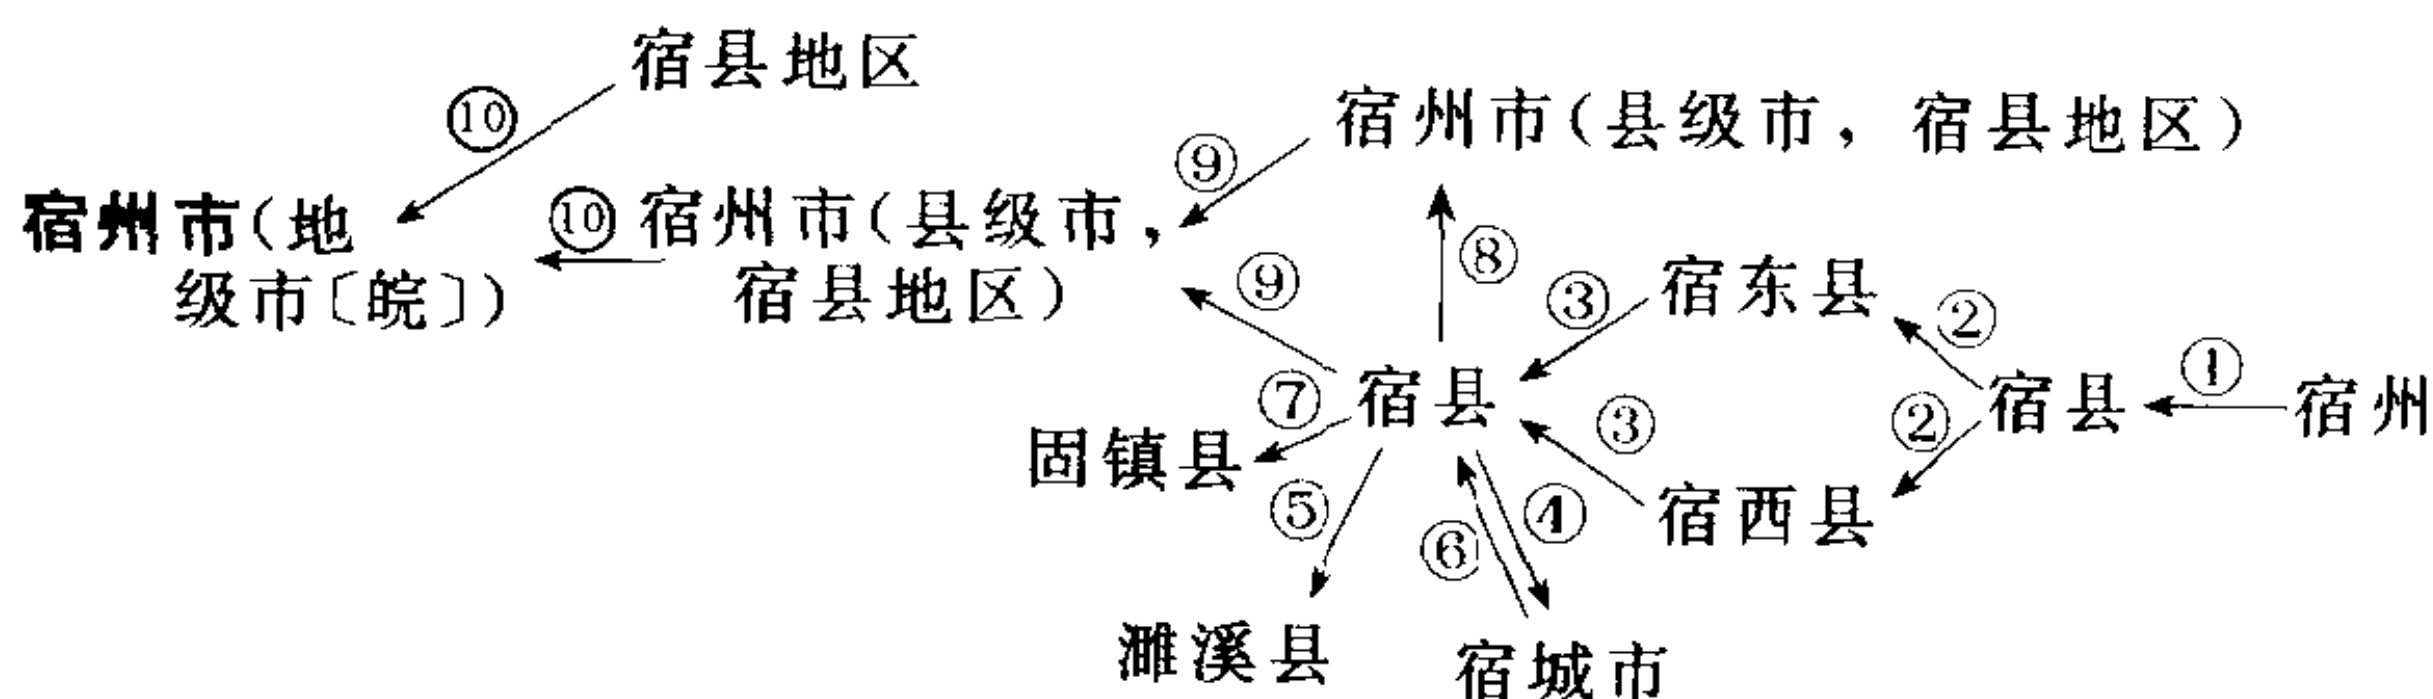 宿县地区
⑩
宿州市(县级市，宿县地区)
⑨
宿州市(地
级市〔皖〕)
⑩
宿州市(县级市，
宿县地区)
⑧
宿东县
③
②
⑨
①
宿县
⑦
宿县
宿州
③
②
固镇县
⑤
④
宿西县
⑥
濉溪县
宿城市